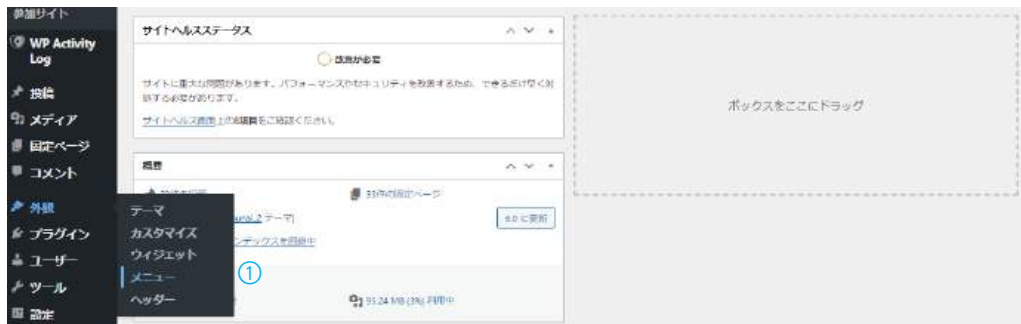 参加サイト
WP Activity
Log
投稿
メディア
固定ページ
コメント
外観
プラグイン
ユーザー
ツール
設定
テーマ
カスタマイズ
ウィジェット
メニュー
ヘッダー
①
サイトヘルスステータス
改善が必要
サイトに重大な問題があります。パフォーマンスやセキュリティを改善するため、できるだけ早く対
処する必要があります。
サイトヘルス画面上の8項目をご確認ください。
概要
33件の固定ページ
テーマ)
6.0 に更新
ンデックスを回避中
95.24 MB (3%) 利用中
ボックスをここにドラッグ